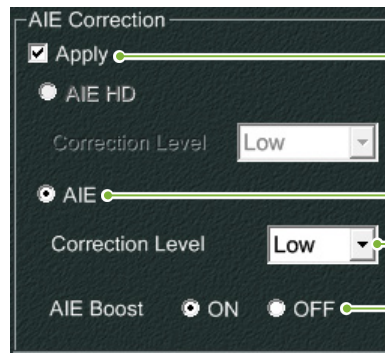 AIE Correction
Apply
AIE HD
Correction Level Low
AIE
Correction Level Low
AIE Boost ON OFF